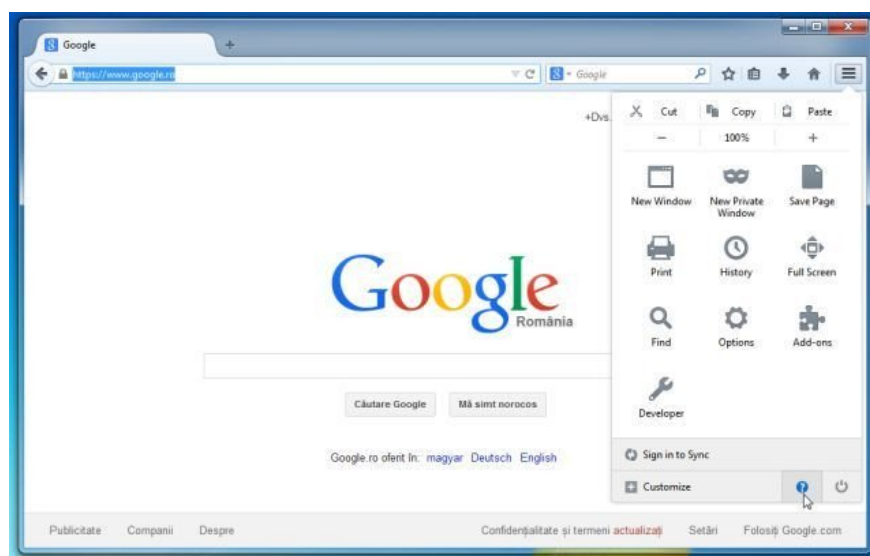 Google
https://www.google.ro
Google
+Dvs.
Cut Copy Paste
100%
New Window New Private Window Save Page
Print History Full Screen
Find Options Add-ons
Developer
Sign in to Sync
Customize
Google
România
Căutare Google Mă simt norocos
Google.ro oferit în: magyar Deutsch English
Publicitate Companii Despre Confidențialitate și termeni actualizați Setări Folosiți Google.com